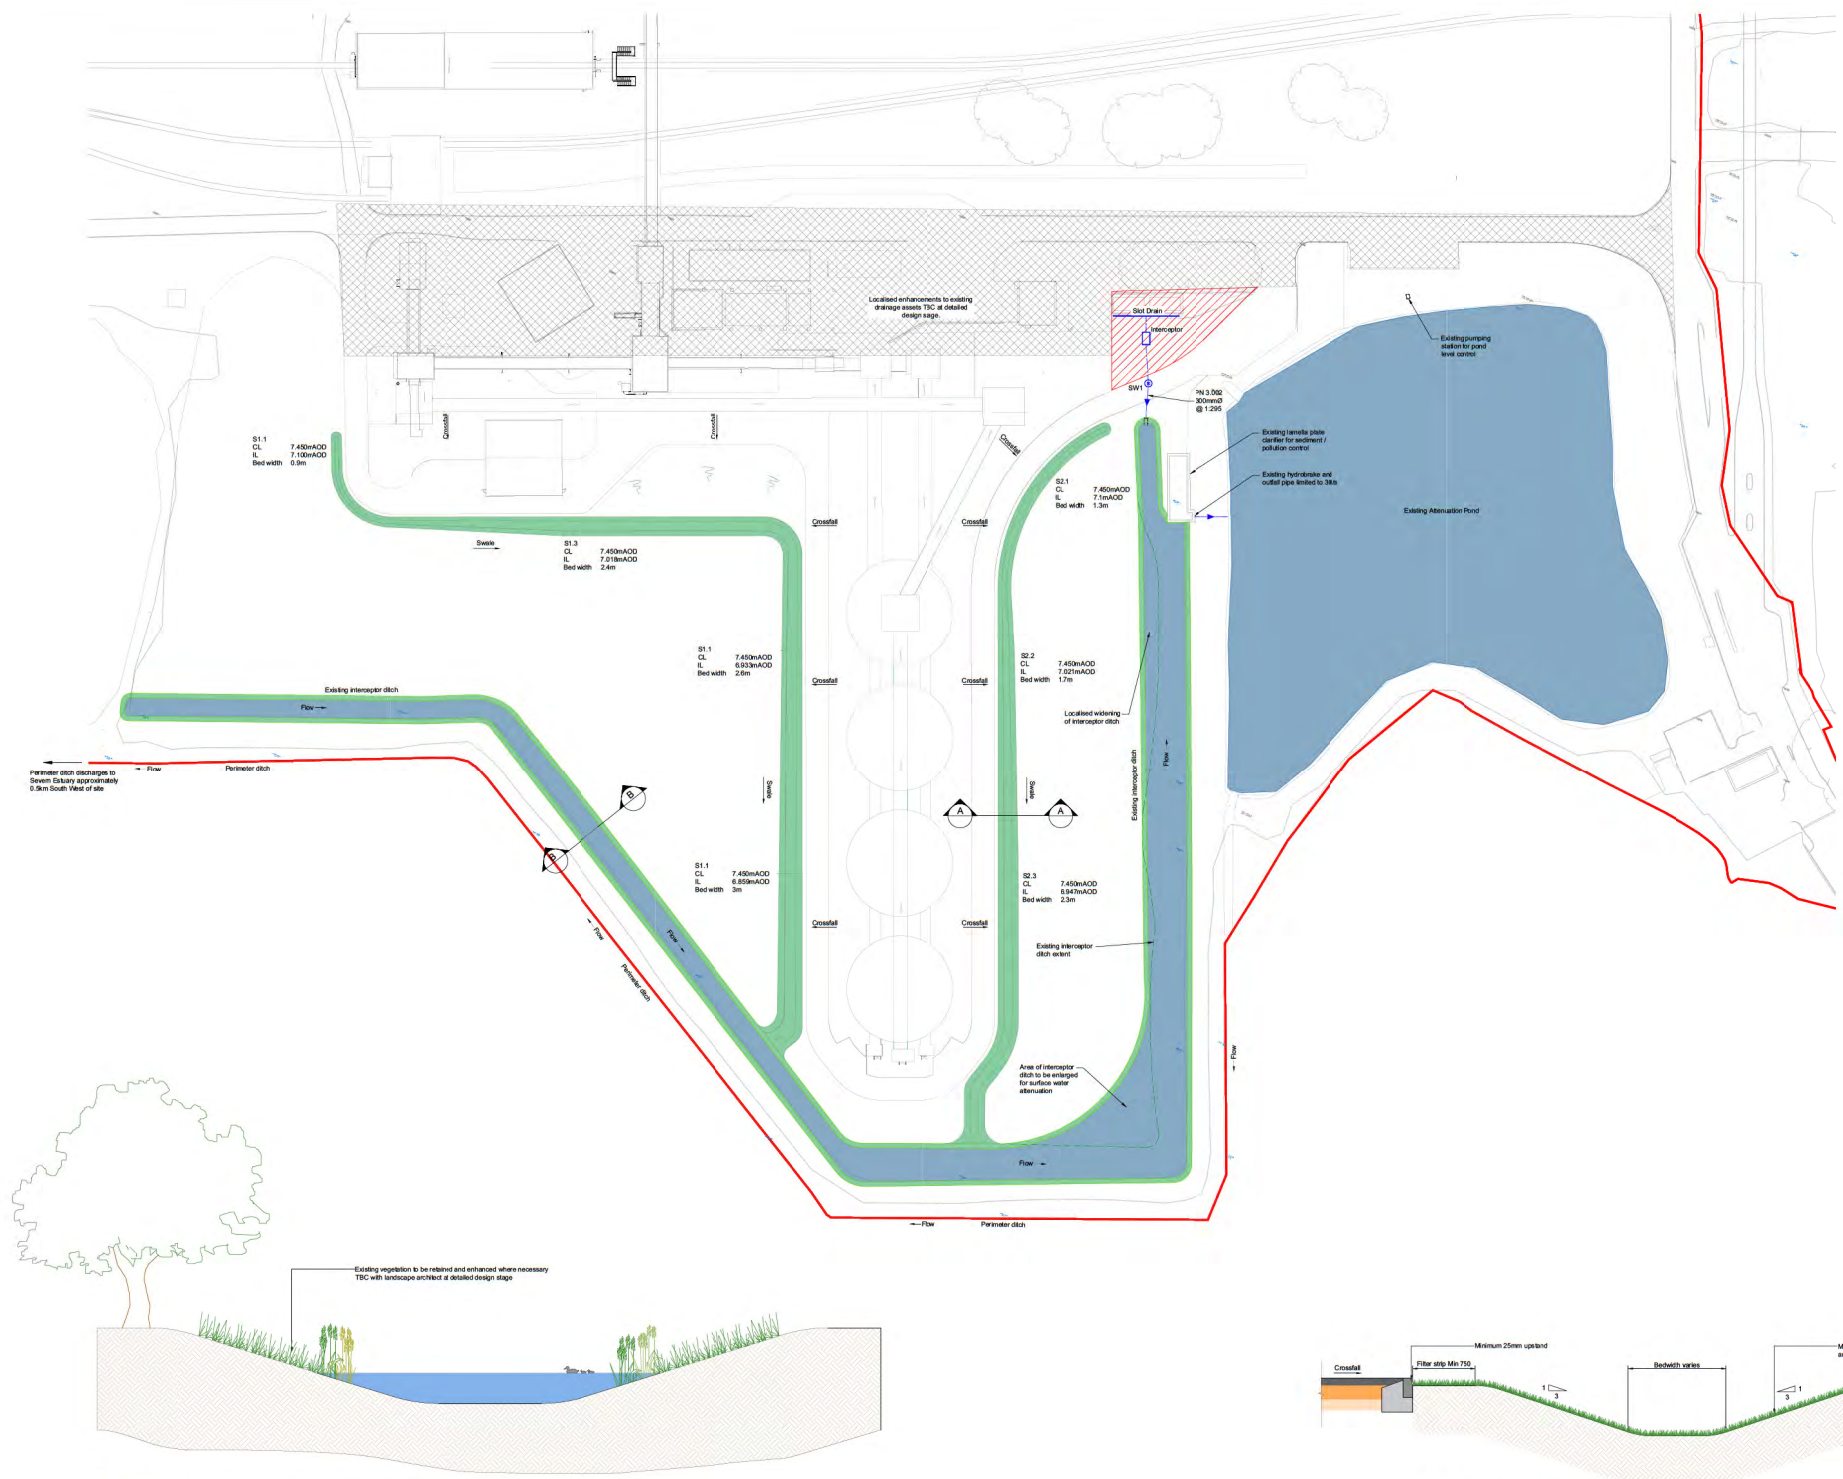 Localised enhancements to existing
drainage assets TBC at detailed
design sage.
Slot Drain
Interceptor
SW1
PN 3.002
300mmØ
@ 1:295
Existing pumping
station for pond
level control
Existing lamella plate
clarifier for sediment /
pollution control
Existing hydrobrake and
outfall pipe limited to 38l/s
Existing Attenuation Pond
Crossfall
Crossfall
Crossfall
S1.1
CL 7.450mAOD
IL 7.100mAOD
Bed width 0.9m
S2.1
CL 7.450mAOD
IL 7.1mAOD
Bed width 1.3m
Crossfall
Crossfall
Swale
S1.3
CL 7.450mAOD
IL 7.018mAOD
Bed width 2.4m
S1.1
CL 7.450mAOD
IL 6.933mAOD
Bed width 2.6m
Crossfall
Crossfall
S2.2
CL 7.450mAOD
IL 7.021mAOD
Bed width 1.7m
Existing interceptor ditch
Flow
Localised widening
of interceptor ditch
Existing interceptor ditch
Flow
Perimeter ditch discharges to
Severn Estuary approximately
0.5km South West of site
Flow
Perimeter ditch
Swale
Swale
B
B
A
A
S1.1
CL 7.450mAOD
IL 6.859mAOD
Bed width 3m
S2.3
CL 7.450mAOD
IL 6.947mAOD
Bed width 2.3m
Crossfall
Crossfall
Flow
Flow
Perimeter ditch
Existing interceptor
ditch extent
Area of interceptor
ditch to be enlarged
for surface water
attenuation
Flow
Flow
Flow
Perimeter ditch
Existing vegetation to be retained and enhanced where necessary
TBC with landscape architect at detailed design stage
Minimum 25mm upstand
Crossfall
Filter strip Min 750
Bedwidth varies
1
3
1
3